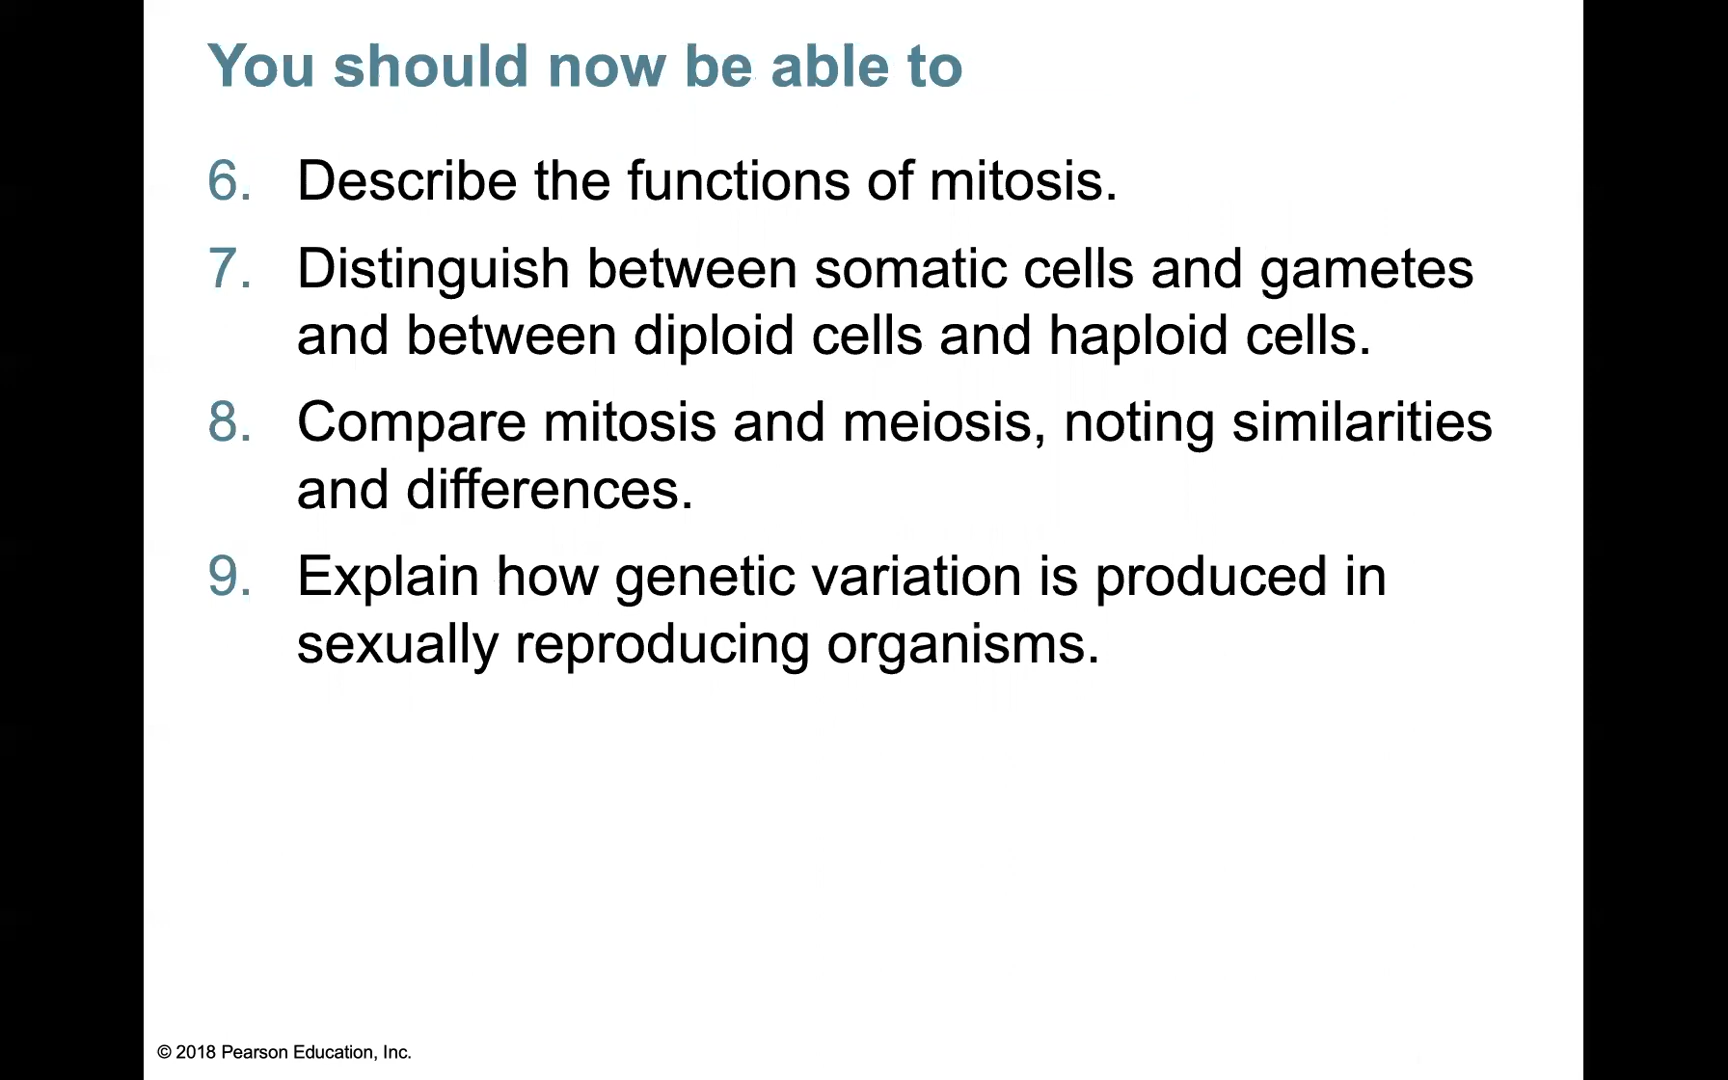 You should now be able to
6. Describe the functions of mitosis.
7. Distinguish between somatic cells and gametes
and between diploid cells and haploid cells.
8. Compare mitosis and meiosis, noting similarities
and differences.
9. Explain how genetic variation is produced in
sexually reproducing organisms.
© 2018 Pearson Education, Inc.